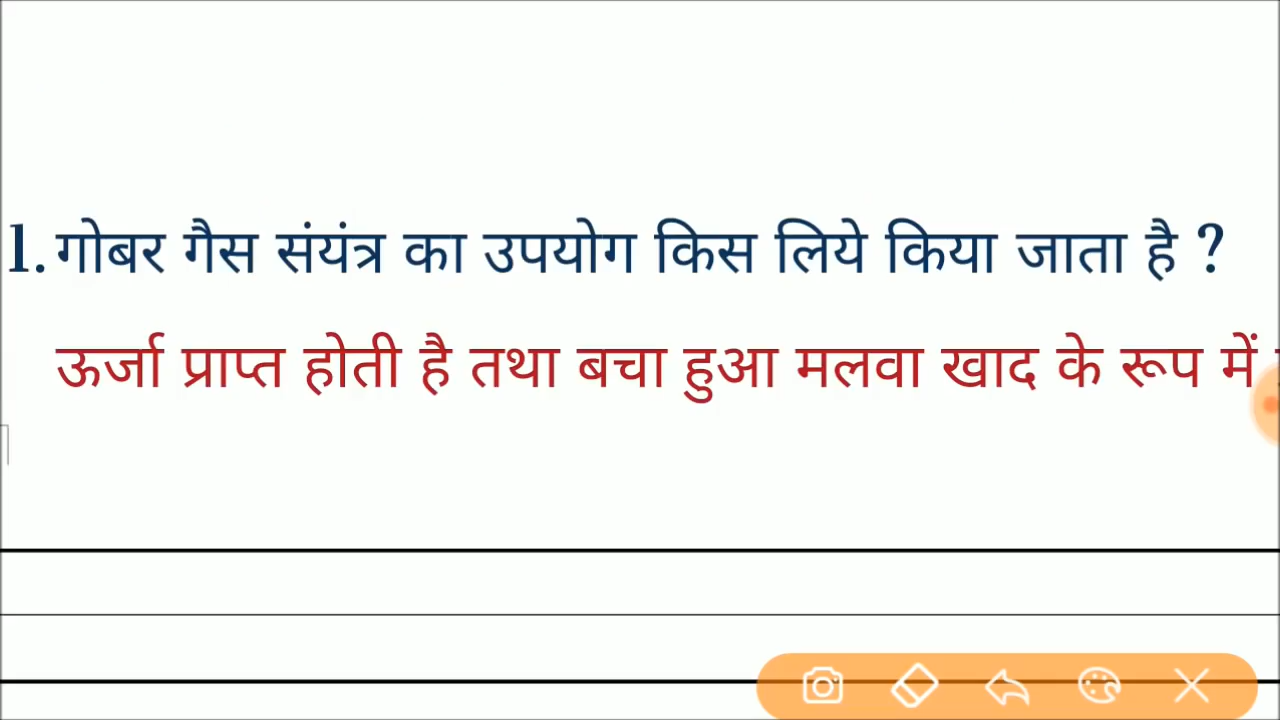 1. गोबर गैस संयंत्र का उपयोग किस लिये किया जाता है ?
ऊर्जा प्राप्त होती है तथा बचा हुआ मलवा खाद के रूप में